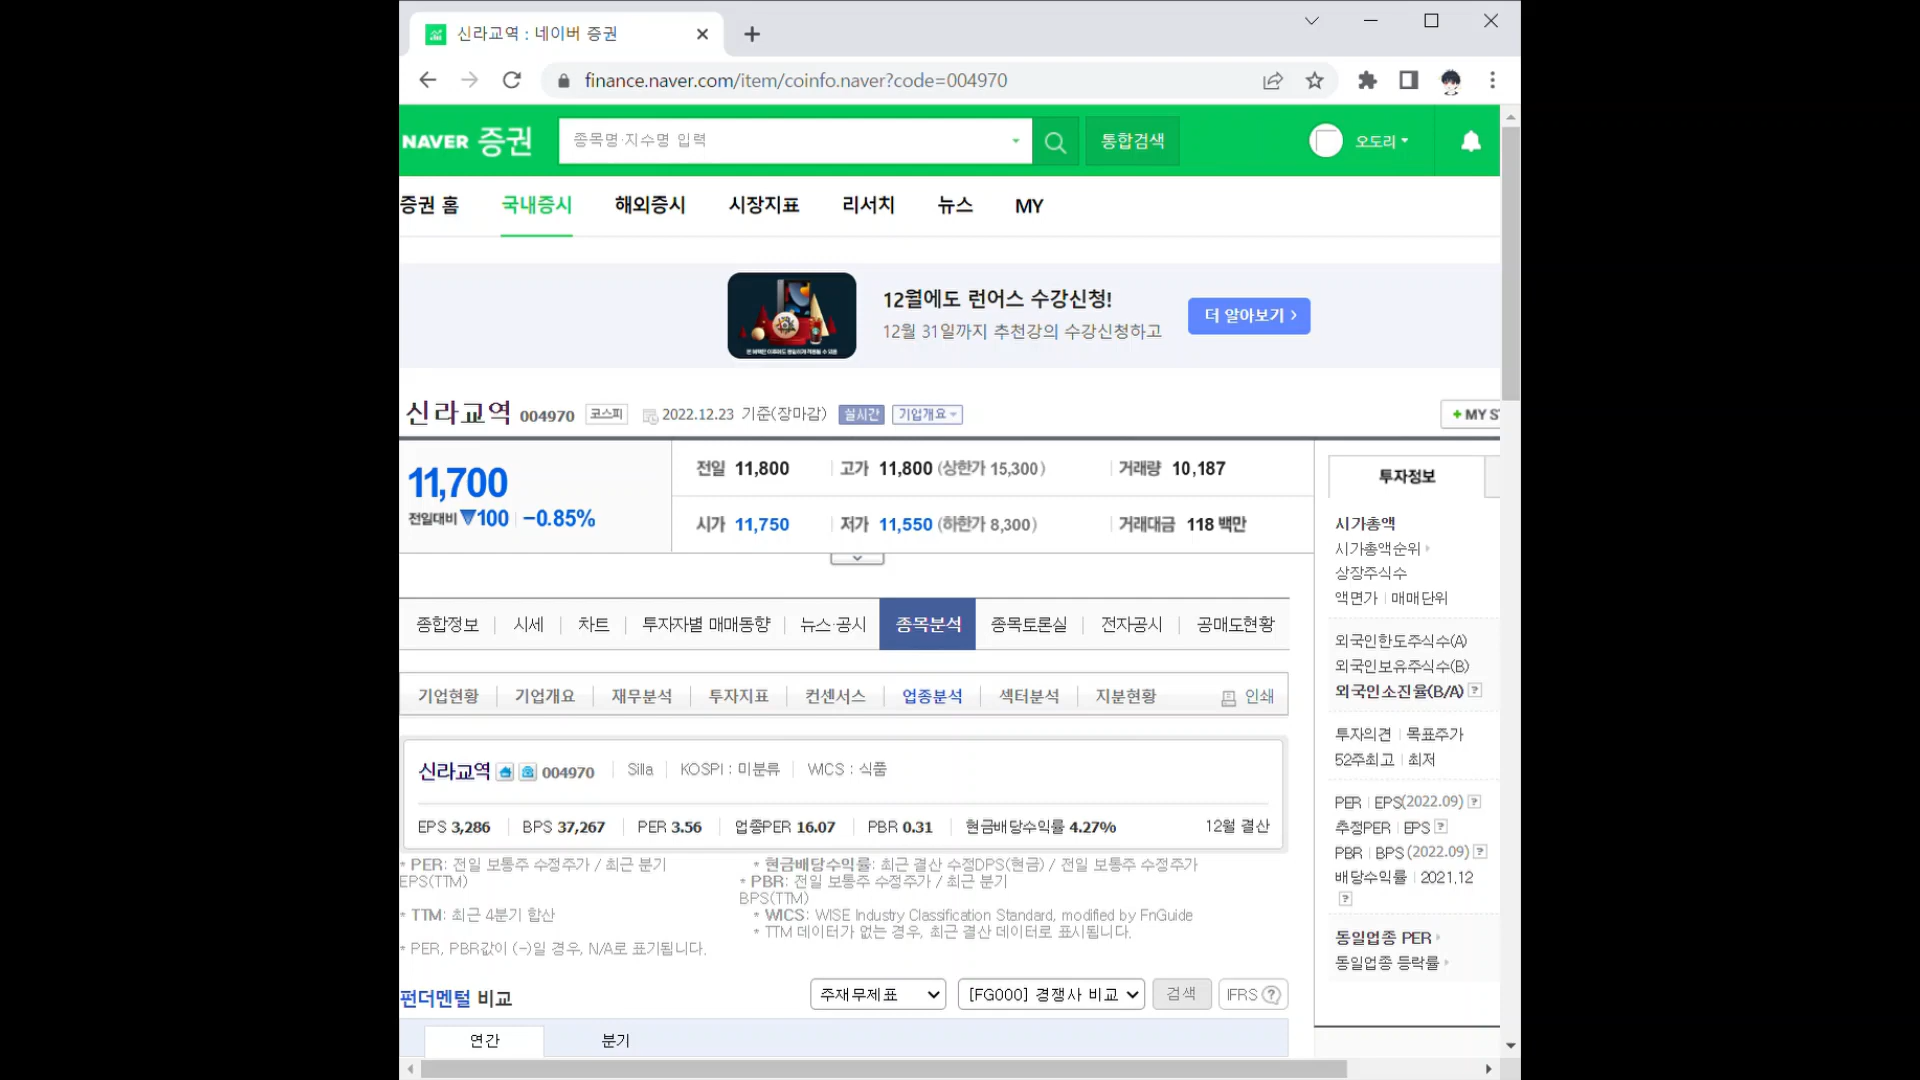 신라교역 : 네이버 증권
finance.naver.com/item/coinfo.naver?code=004970
NAVER 증권
종목명·지수명 입력
통합검색
오도리
증권 홈 국내증시 해외증시 시장지표 리서치 뉴스 MY
12월에도 런어스 수강신청!
12월 31일까지 추천강의 수강신청하고
더 알아보기
신라교역 004970 코스피 2022.12.23 기준(장마감) 실시간 기업개요
+ MY S
11,700
전일대비 ▼100 -0.85%
전일 11,800 고가 11,800 (상한가 15,300) 거래량 10,187
시가 11,750 저가 11,550 (하한가 8,300) 거래대금 118 백만
종합정보 시세 차트 투자자별 매매동향 뉴스·공시 종목분석 종목토론실 전자공시 공매도현황
기업현황 기업개요 재무분석 투자지표 컨센서스 업종분석 섹터분석 지분현황 인쇄
신라교역 004970 Silla KOSPI : 미분류 WICS : 식품
EPS 3,286 BPS 37,267 PER 3.56 업종PER 16.07 PBR 0.31 현금배당수익률 4.27% 12월 결산
* PER: 전일 보통주 수정주가 / 최근 분기
EPS(TTM)
* 현금배당수익률: 최근 결산 수정DPS(현금) / 전일 보통주 수정주가
* PBR: 전일 보통주 수정주가 / 최근 분기
BPS(TTM)
* TTM: 최근 4분기 합산
* WICS: WISE Industry Classification Standard, modified by FnGuide
* TTM 데이터가 없는 경우, 최근 결산 데이터로 표시됩니다.
* PER, PBR값이 (-)일 경우, N/A로 표기됩니다.
펀더멘털 비교
주재무제표 [FG000] 경쟁사 비교 검색 IFRS ?
연간 분기
투자정보
시가총액
시가총액순위
상장주식수
액면가 매매단위
외국인한도주식수(A)
외국인보유주식수(B)
외국인소진율(B/A) ?
투자의견 목표주가
52주최고 최저
PER EPS(2022.09) ?
추정PER EPS ?
PBR BPS (2022.09) ?
배당수익률 2021.12
?
동일업종 PER
동일업종 등락률